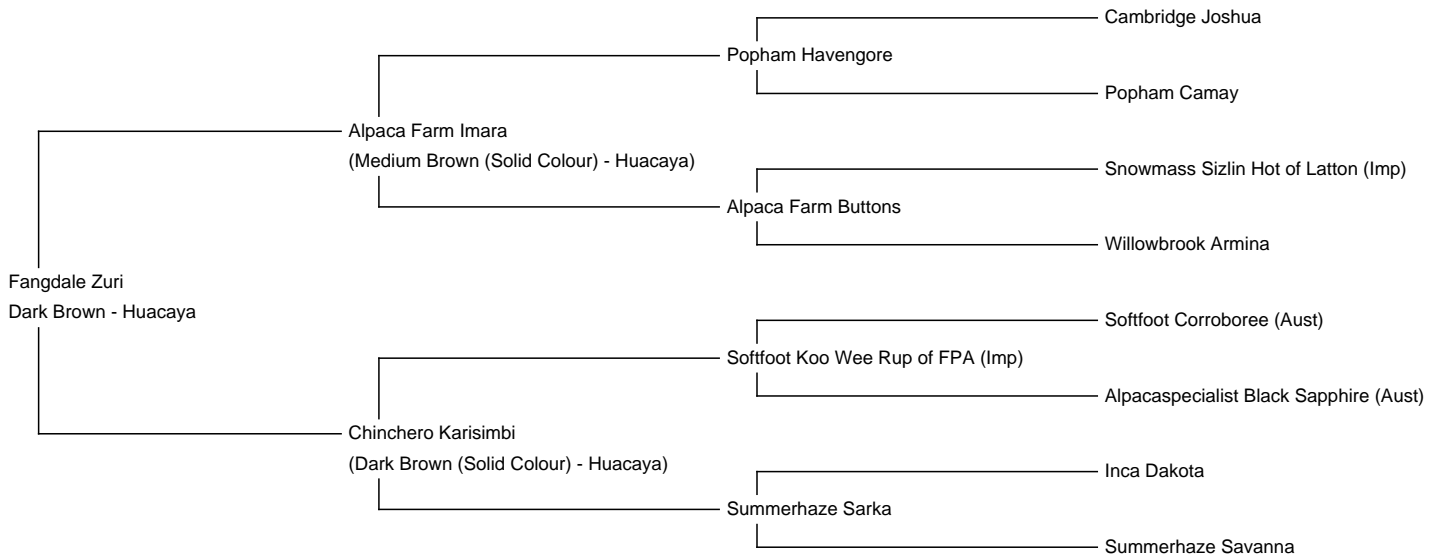 Cambridge Joshua
Popham Havengore
Popham Camay
Alpaca Farm Imara
(Medium Brown (Solid Colour) - Huacaya)
Snowmass Sizlin Hot of Latton (Imp)
Alpaca Farm Buttons
Willowbrook Armina
Fangdale Zuri
Dark Brown - Huacaya
Softfoot Corroboree (Aust)
Softfoot Koo Wee Rup of FPA (Imp)
Alpacaspecialist Black Sapphire (Aust)
Chinchero Karisimbi
(Dark Brown (Solid Colour) - Huacaya)
Inca Dakota
Summerhaze Sarka
Summerhaze Savanna